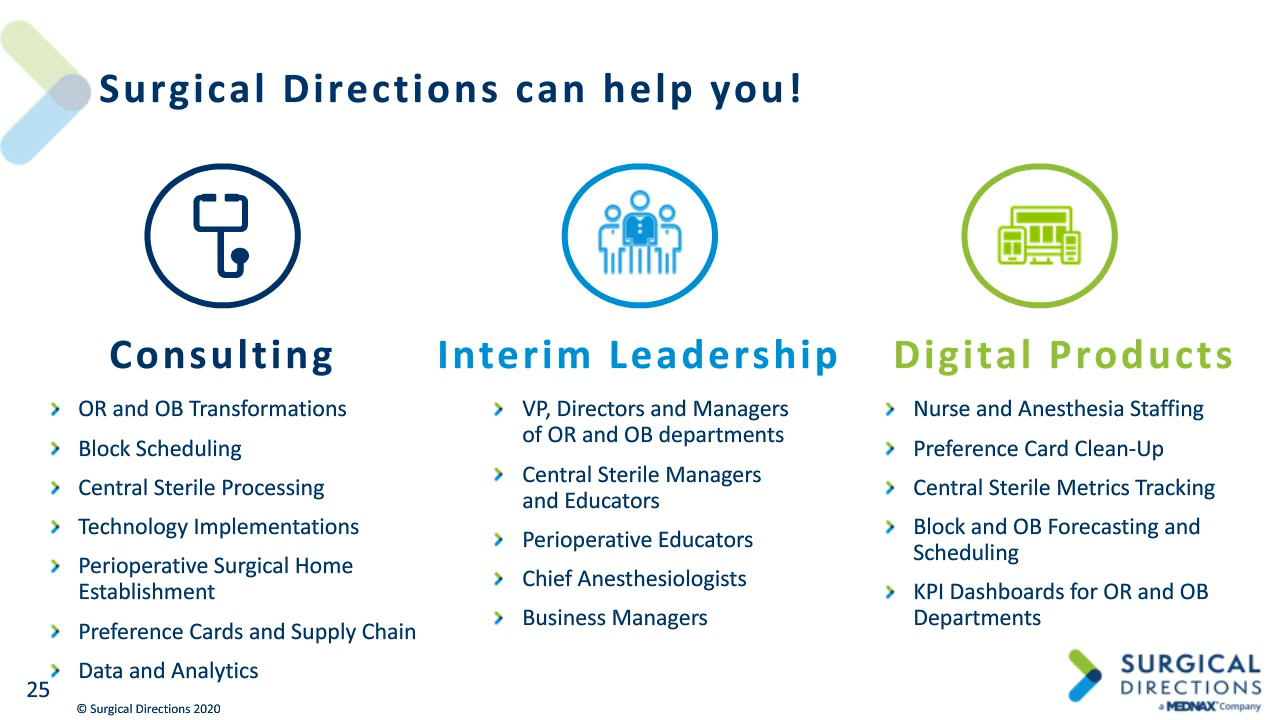 Surgical Directions can help you!
Consulting
OR and OB Transformations
Block Scheduling
Central Sterile Processing
Technology Implementations
Perioperative Surgical Home
Establishment
Preference Cards and Supply Chain
Data and Analytics
Interim Leadership
VP, Directors and Managers
of OR and OB departments
Central Sterile Managers
and Educators
Perioperative Educators
Chief Anesthesiologists
Business Managers
Digital Products
Nurse and Anesthesia Staffing
Preference Card Clean-Up
Central Sterile Metrics Tracking
Block and OB Forecasting and
Scheduling
KPI Dashboards for OR and OB
Departments
25
© Surgical Directions 2020
SURGICAL
DIRECTIONS
a MEDNAX™ Company